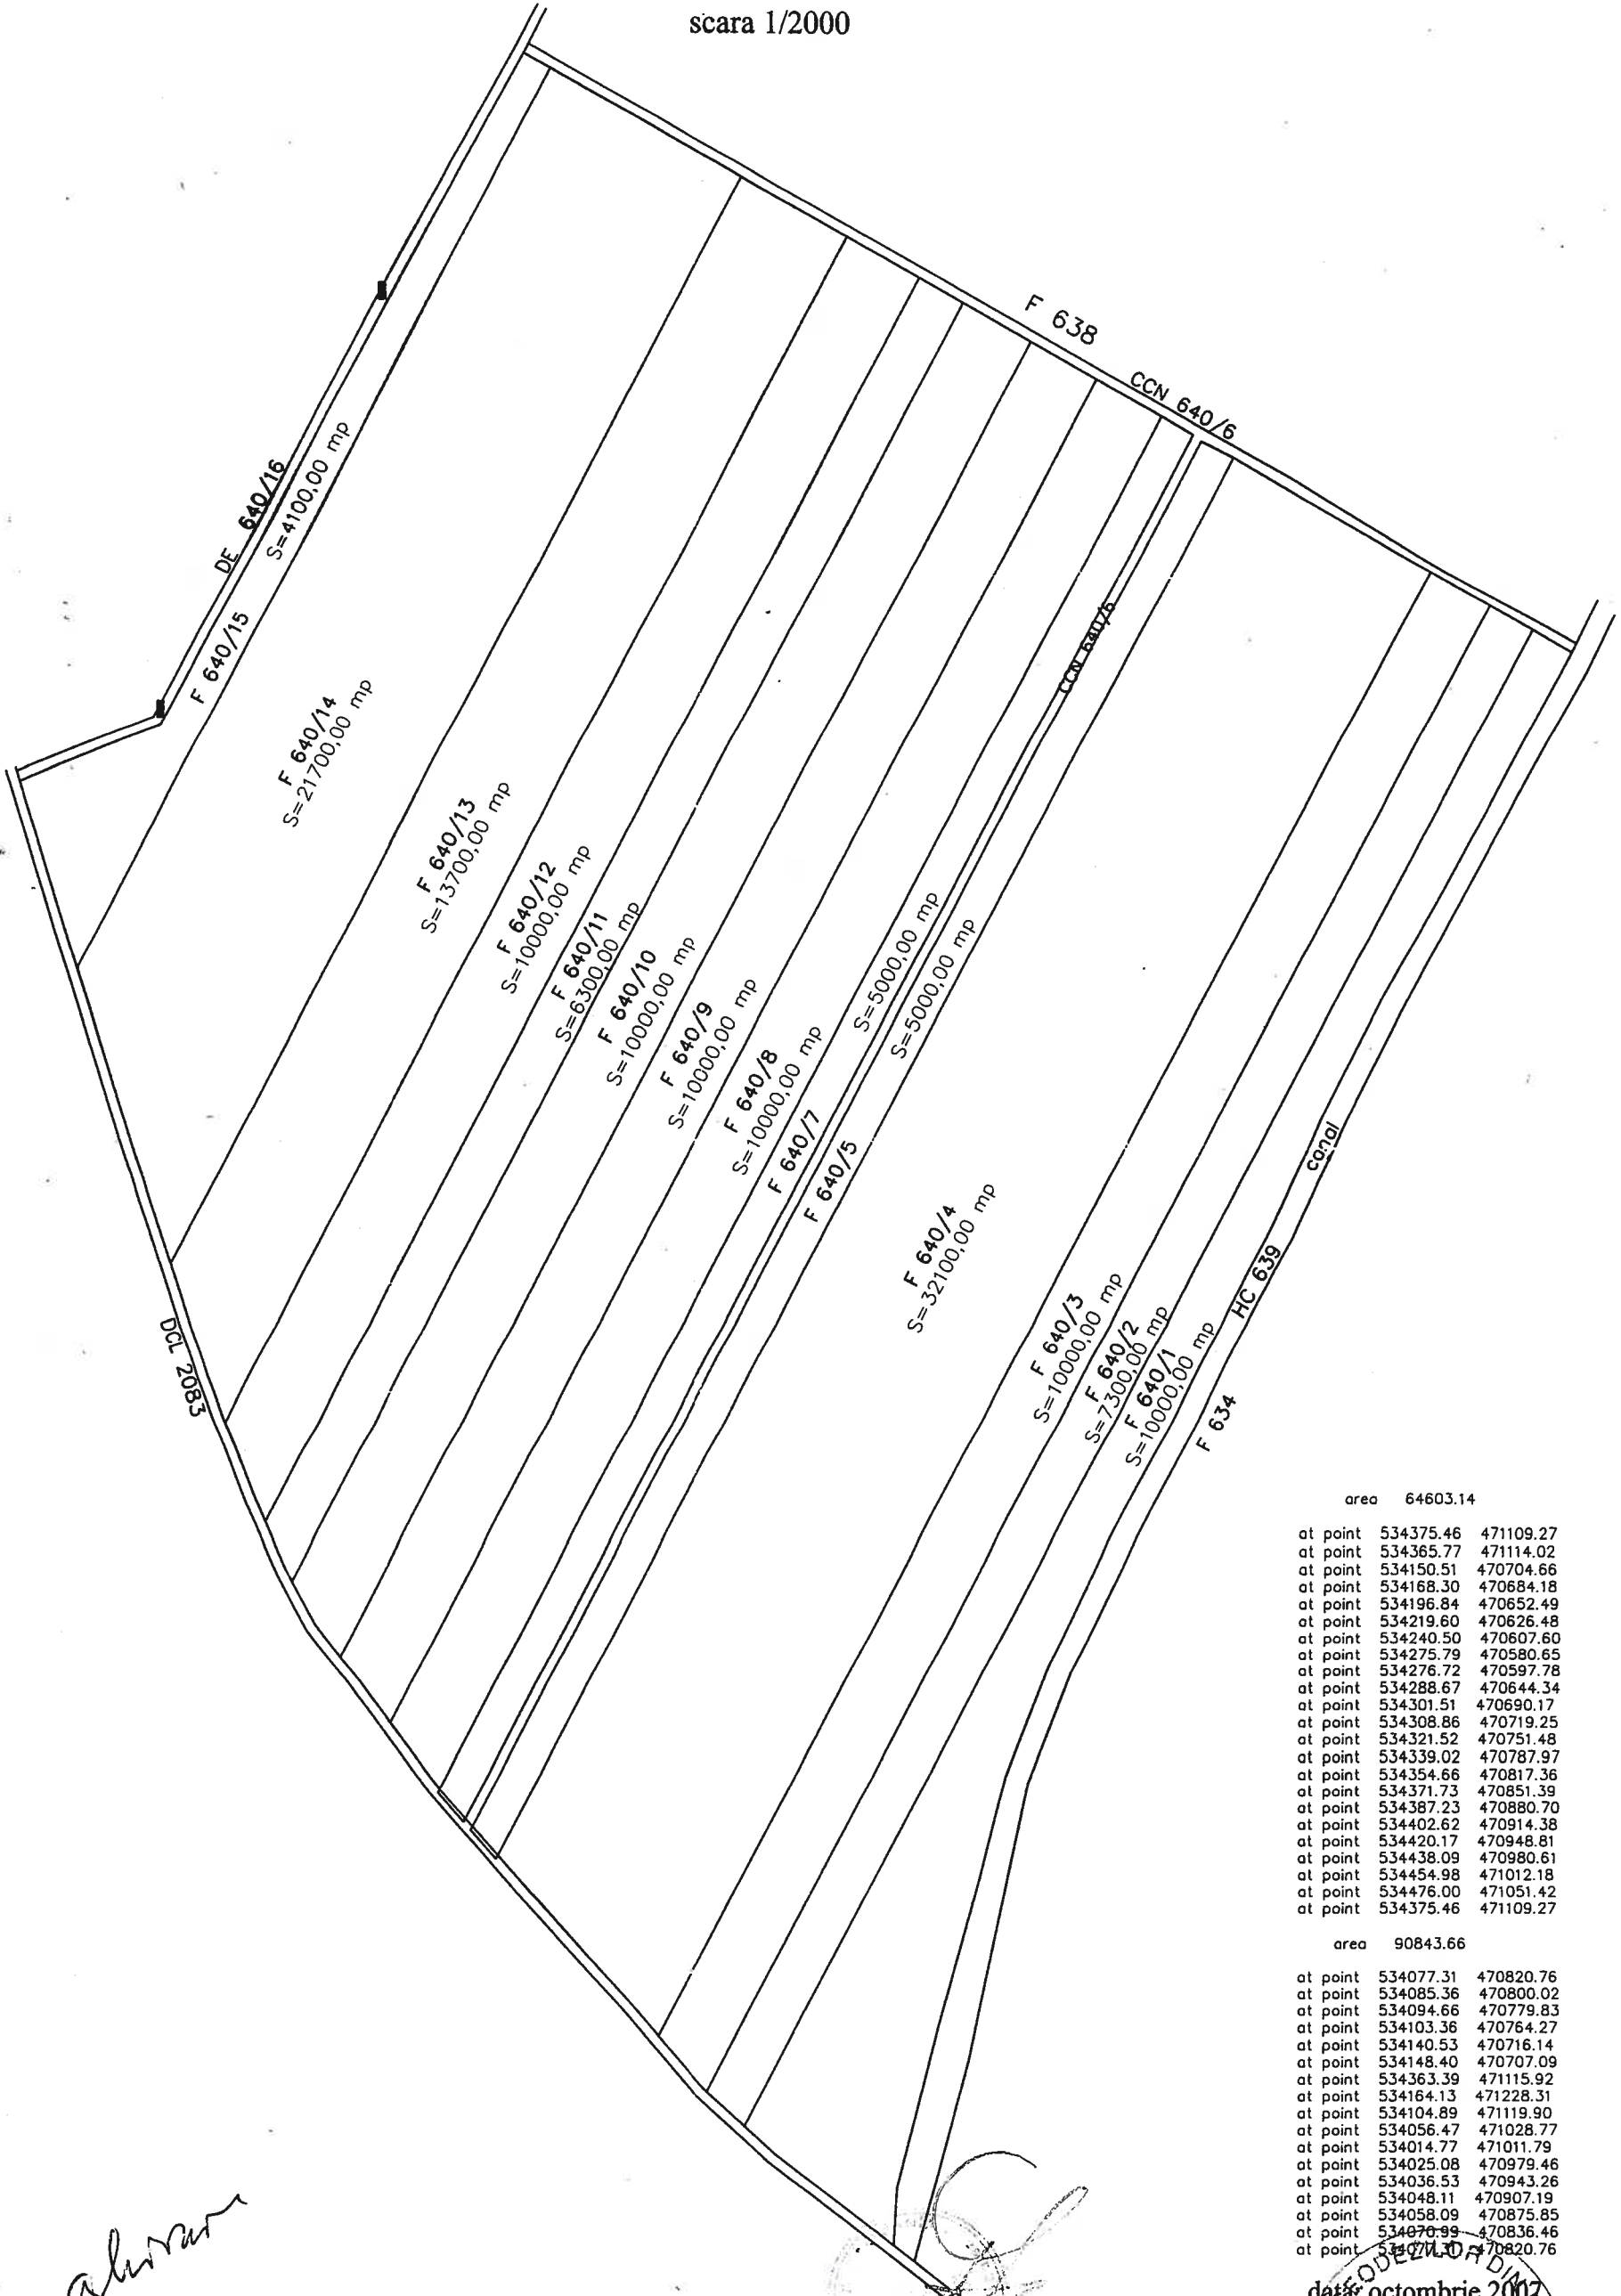 scara 1/2000
F 638
CCN 640/6
DE 640/16
S=4100,00 mp
F 640/15
F 640/14
S=21700,00 mp
F 640/13
S=13700,00 mp
F 640/12
S=10000,00 mp
F 640/11
S=6300,00 mp
F 640/10
S=10000,00 mp
F 640/9
S=10000,00 mp
F 640/8
S=10000,00 mp
F 640/7
S=5000,00 mp
CCN 640/6
F 640/5
S=5000,00 mp
F 640/4
S=32100,00 mp
F 640/3
S=10000,00 mp
F 640/2
S=7300,00 mp
F 640/1
S=10000,00 mp
HC 639
canal
F 634
DCL 2083
area 64603.14
at point 534375.46 471109.27
at point 534365.77 471114.02
at point 534150.51 470704.66
at point 534168.30 470684.18
at point 534196.84 470652.49
at point 534219.60 470626.48
at point 534240.50 470607.60
at point 534275.79 470580.65
at point 534276.72 470597.78
at point 534288.67 470644.34
at point 534301.51 470690.17
at point 534308.86 470719.25
at point 534321.52 470751.48
at point 534339.02 470787.97
at point 534354.66 470817.36
at point 534371.73 470851.39
at point 534387.23 470880.70
at point 534402.62 470914.38
at point 534420.17 470948.81
at point 534438.09 470980.61
at point 534454.98 471012.18
at point 534476.00 471051.42
at point 534375.46 471109.27
area 90843.66
at point 534077.31 470820.76
at point 534085.36 470800.02
at point 534094.66 470779.83
at point 534103.36 470764.27
at point 534140.53 470716.14
at point 534148.40 470707.09
at point 534363.39 471115.92
at point 534164.13 471228.31
at point 534104.89 471119.90
at point 534056.47 471028.77
at point 534014.77 471011.79
at point 534025.08 470979.46
at point 534036.53 470943.26
at point 534048.11 470907.19
at point 534058.09 470875.85
at point 534070.99 470836.46
at point 534077.31 470820.76
data: octombrie 2007